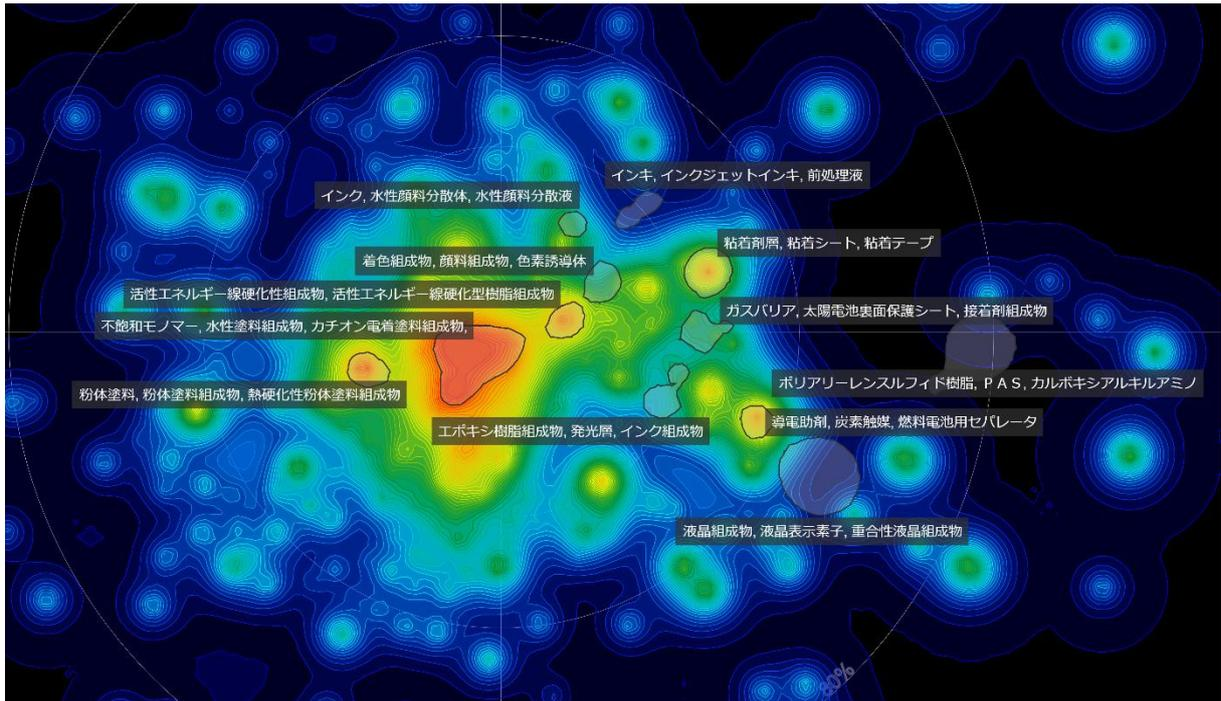 インキ, インクジェットインキ, 前処理液
インク, 水性顔料分散体, 水性顔料分散液
粘着剤層, 粘着シート, 粘着テープ
着色組成物, 顔料組成物, 色素誘導体
活性エネルギー線硬化性組成物, 活性エネルギー線硬化型樹脂組成物
ガスバリア, 太陽電池裏面保護シート, 接着剤組成物
不飽和モノマー, 水性塗料組成物, カチオン電着塗料組成物,
ポリアリーレンスルフィド樹脂, ＰＡＳ, カルボキシアルキルアミノ
粉体塗料, 粉体塗料組成物, 熱硬化性粉体塗料組成物
導電助剤, 炭素触媒, 燃料電池用セパレータ
エポキシ樹脂組成物, 発光層, インク組成物
液晶組成物, 液晶表示素子, 重合性液晶組成物
80%